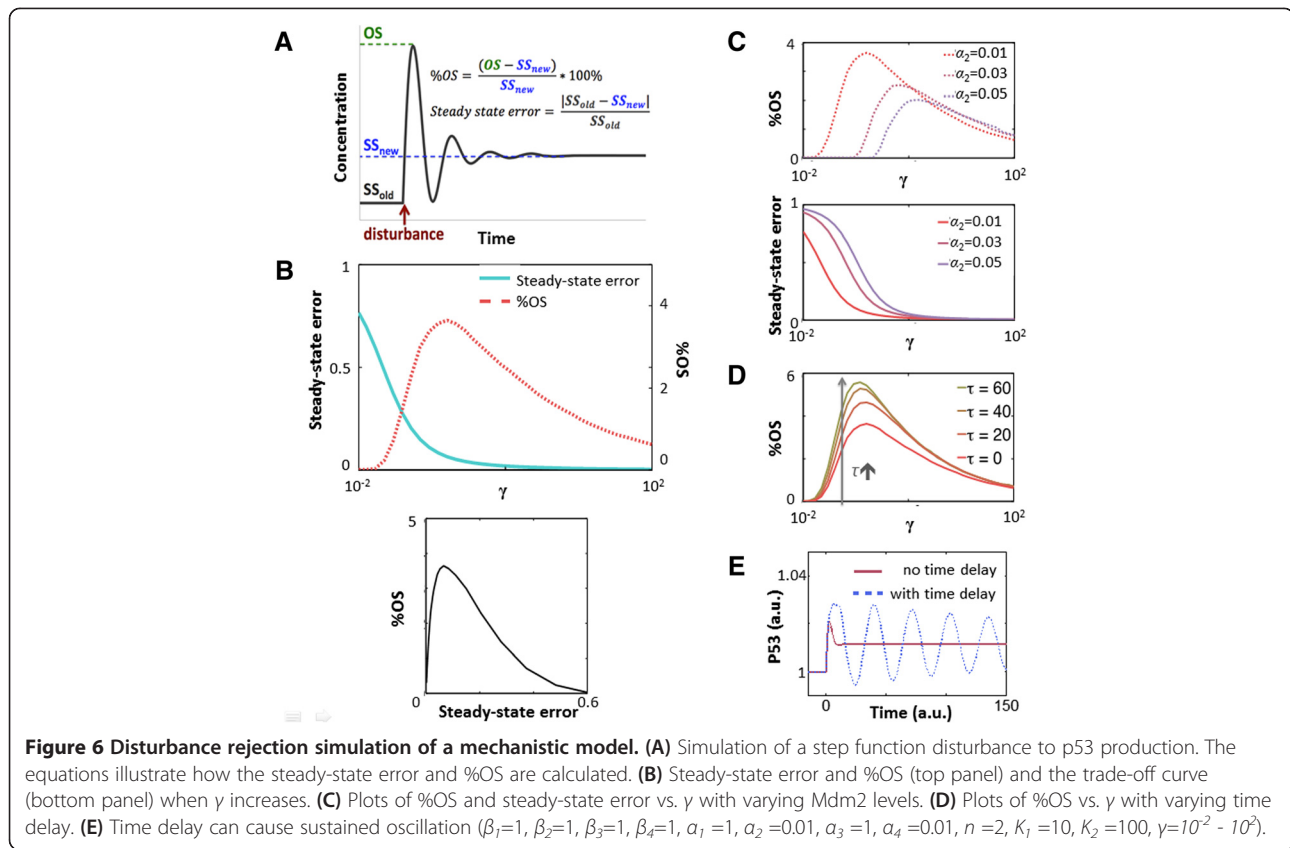 A
OS
%OS = (OS − SSnew) / SSnew * 100%
Steady state error = |SSold − SSnew| / SSold
SSnew
SSold
Concentration
disturbance
Time
B
1
Steady-state error
%OS
4
0.5
2
0
0
Steady-state error
%OS
10-2
γ
102
5
%OS
0
0.6
Steady-state error
C
4
α2=0.01
α2=0.03
α2=0.05
%OS
0
10-2
γ
102
1
α2=0.01
α2=0.03
α2=0.05
Steady-state error
0
10-2
γ
102
D
6
τ = 60
τ = 40
τ = 20
τ = 0
%OS
τ
0
10-2
γ
102
E
1.04
no time delay
with time delay
P53 (a.u.)
1
0
150
Time (a.u.)
Figure 6 Disturbance rejection simulation of a mechanistic model. (A) Simulation of a step function disturbance to p53 production. The
equations illustrate how the steady-state error and %OS are calculated. (B) Steady-state error and %OS (top panel) and the trade-off curve
(bottom panel) when γ increases. (C) Plots of %OS and steady-state error vs. γ with varying Mdm2 levels. (D) Plots of %OS vs. γ with varying time
delay. (E) Time delay can cause sustained oscillation (β1=1, β2=1, β3=1, β4=1, α1 =1, α2 =0.01, α3 =1, α4 =0.01, n =2, K1 =10, K2 =100, γ=10-2 - 102).